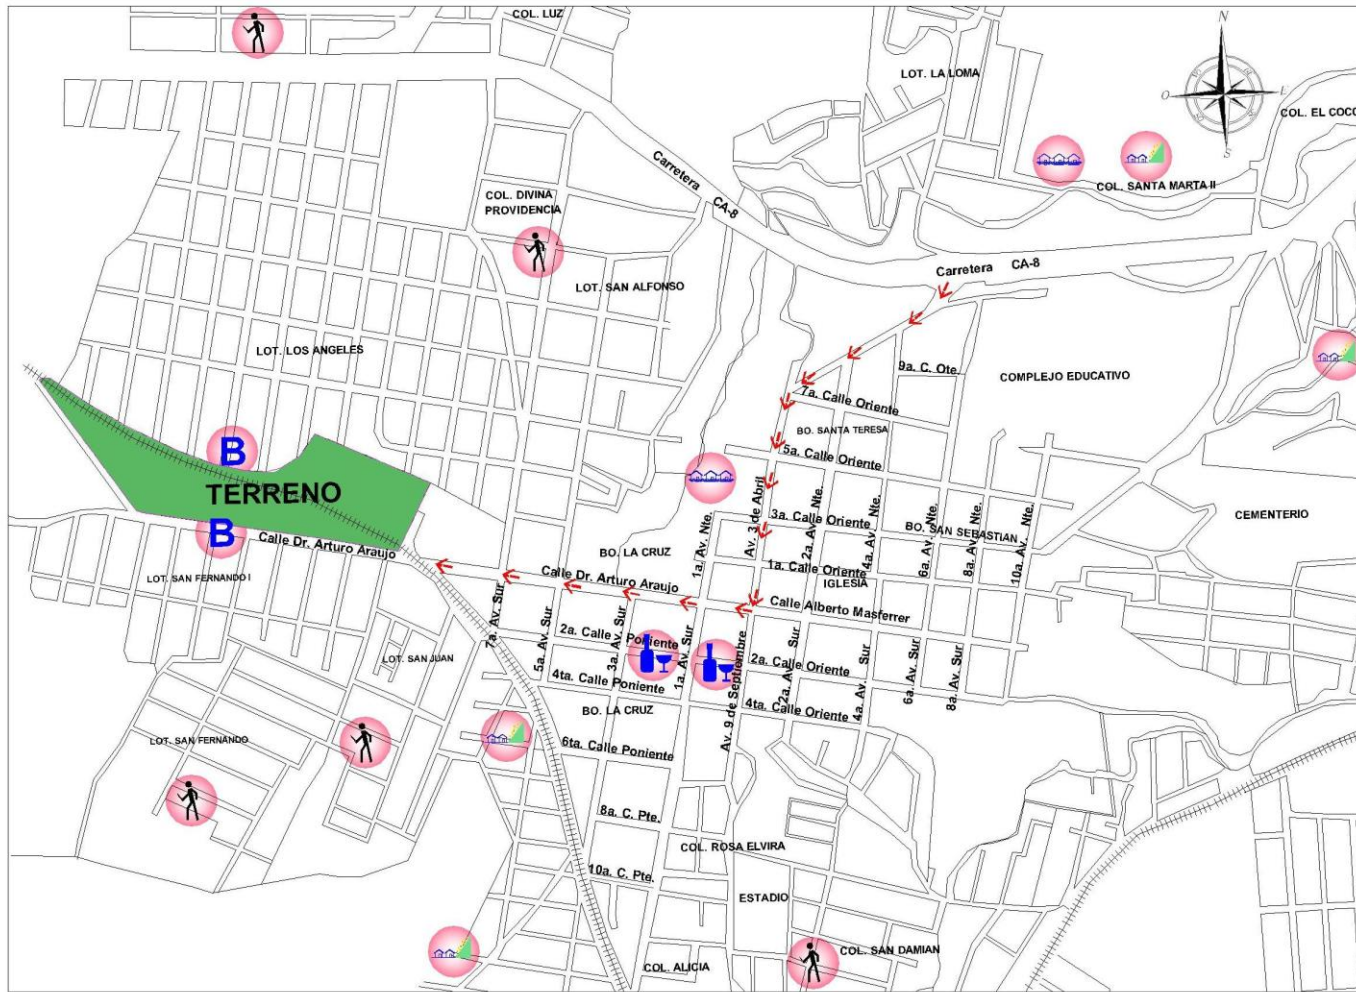 COL. LUZ
N
O
E
S
LOT. LA LOMA
COL. EL COCO
Carretera CA-8
COL. SANTA MARTA II
COL. DIVINA
PROVIDENCIA
Carretera CA-8
LOT. SAN ALFONSO
LOT. LOS ANGELES
9a. C. Ote.
COMPLEJO EDUCATIVO
7a. Calle Oriente
BO. SANTA TERESA
B
5a. Calle Oriente
TERRENO
Av. 3 de Abril
1a. Av. Nte.
2a. Av. Nte.
4a. Av. Nte.
6a. Av. Nte.
8a. Av. Nte.
10a. Av. Nte.
3a. Calle Oriente
BO. SAN SEBASTIAN
CEMENTERIO
B
Calle Dr. Arturo Araujo
BO. LA CRUZ
1a. Calle Oriente
IGLESIA
LOT. SAN FERNANDO I
Calle Dr. Arturo Araujo
Calle Alberto Masferrer
7a. Av. Sur
5a. Av. Sur
3a. Av. Sur
1a. Av. Sur
Av. 9 de Septiembre
2a. Av. Sur
4a. Av. Sur
6a. Av. Sur
8a. Av. Sur
2a. Calle Poniente
2a. Calle Oriente
LOT. SAN JUAN
4ta. Calle Poniente
4ta. Calle Oriente
BO. LA CRUZ
LOT. SAN FERNANDO
6ta. Calle Poniente
8a. C. Pte.
COL. ROSA ELVIRA
10a. C. Pte.
ESTADIO
COL. SAN DAMIAN
COL. ALICIA